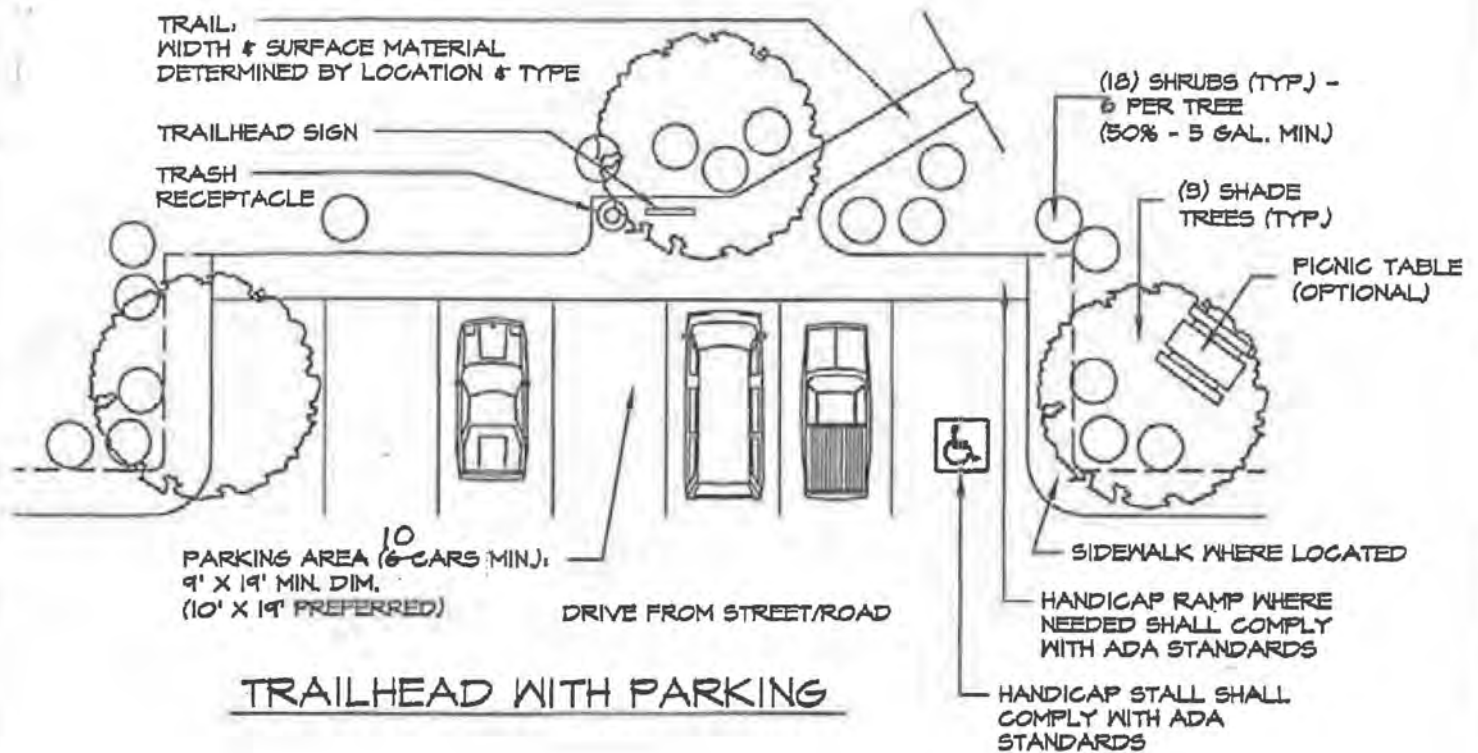 TRAIL,
WIDTH & SURFACE MATERIAL
DETERMINED BY LOCATION & TYPE
TRAILHEAD SIGN
TRASH
RECEPTACLE
(18) SHRUBS (TYP.) -
6 PER TREE
(50% - 5 GAL. MIN.)
(3) SHADE
TREES (TYP.)
PICNIC TABLE
(OPTIONAL)
10
PARKING AREA (6 CARS MIN.),
9' X 19' MIN. DIM.
(10' X 19' PREFERRED)
DRIVE FROM STREET/ROAD
SIDEWALK WHERE LOCATED
HANDICAP RAMP WHERE
NEEDED SHALL COMPLY
WITH ADA STANDARDS
HANDICAP STALL SHALL
COMPLY WITH ADA
STANDARDS
TRAILHEAD WITH PARKING